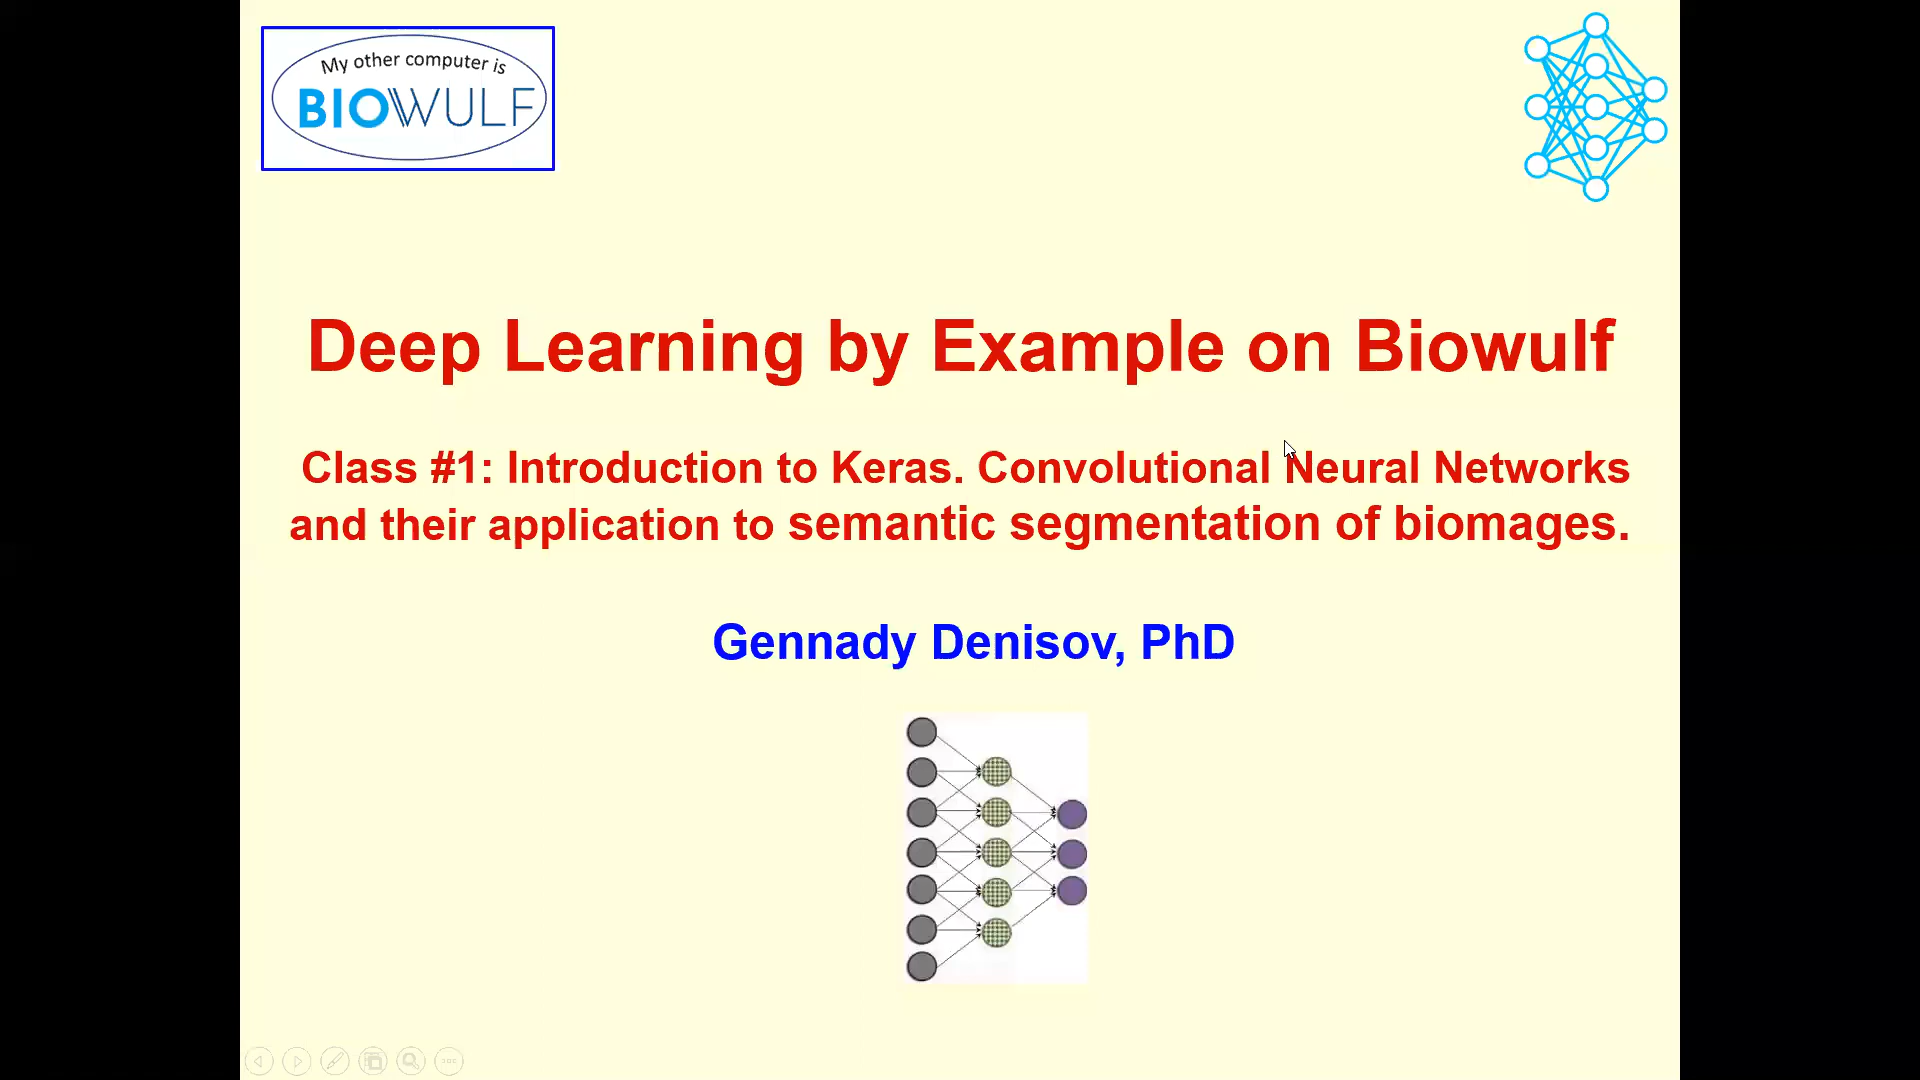 My other computer is
BIOWULF
Deep Learning by Example on Biowulf
Class #1: Introduction to Keras. Convolutional Neural Networks
and their application to semantic segmentation of biomages.
Gennady Denisov, PhD